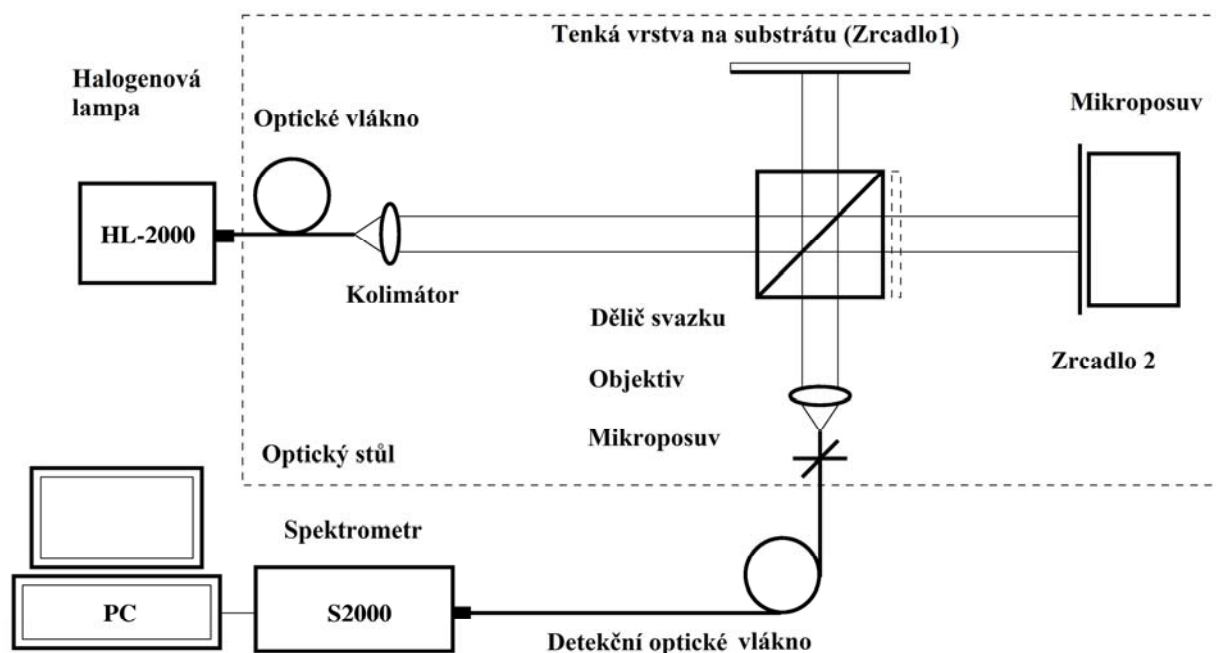 Tenká vrstva na substrátu (Zrcadlo1)
Halogenová
lampa
Optické vlákno
Mikroposuv
HL-2000
Kolimátor
Dělič svazku
Zrcadlo 2
Objektiv
Mikroposuv
Optický stůl
Spektrometr
PC
S2000
Detekční optické vlákno